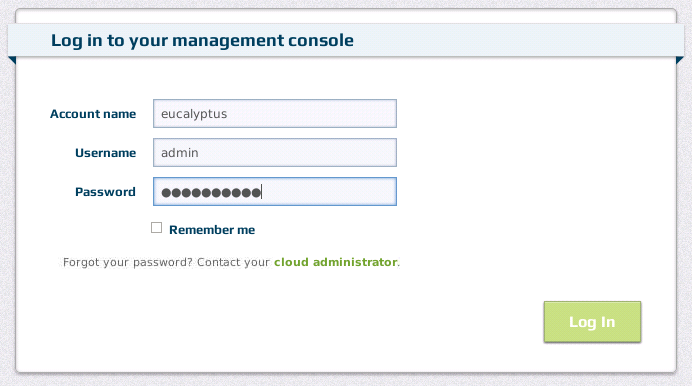 Log in to your management console
Account name eucalyptus
Username admin
Password ●●●●●●●●●●
Remember me
Forgot your password? Contact your cloud administrator.
Log in